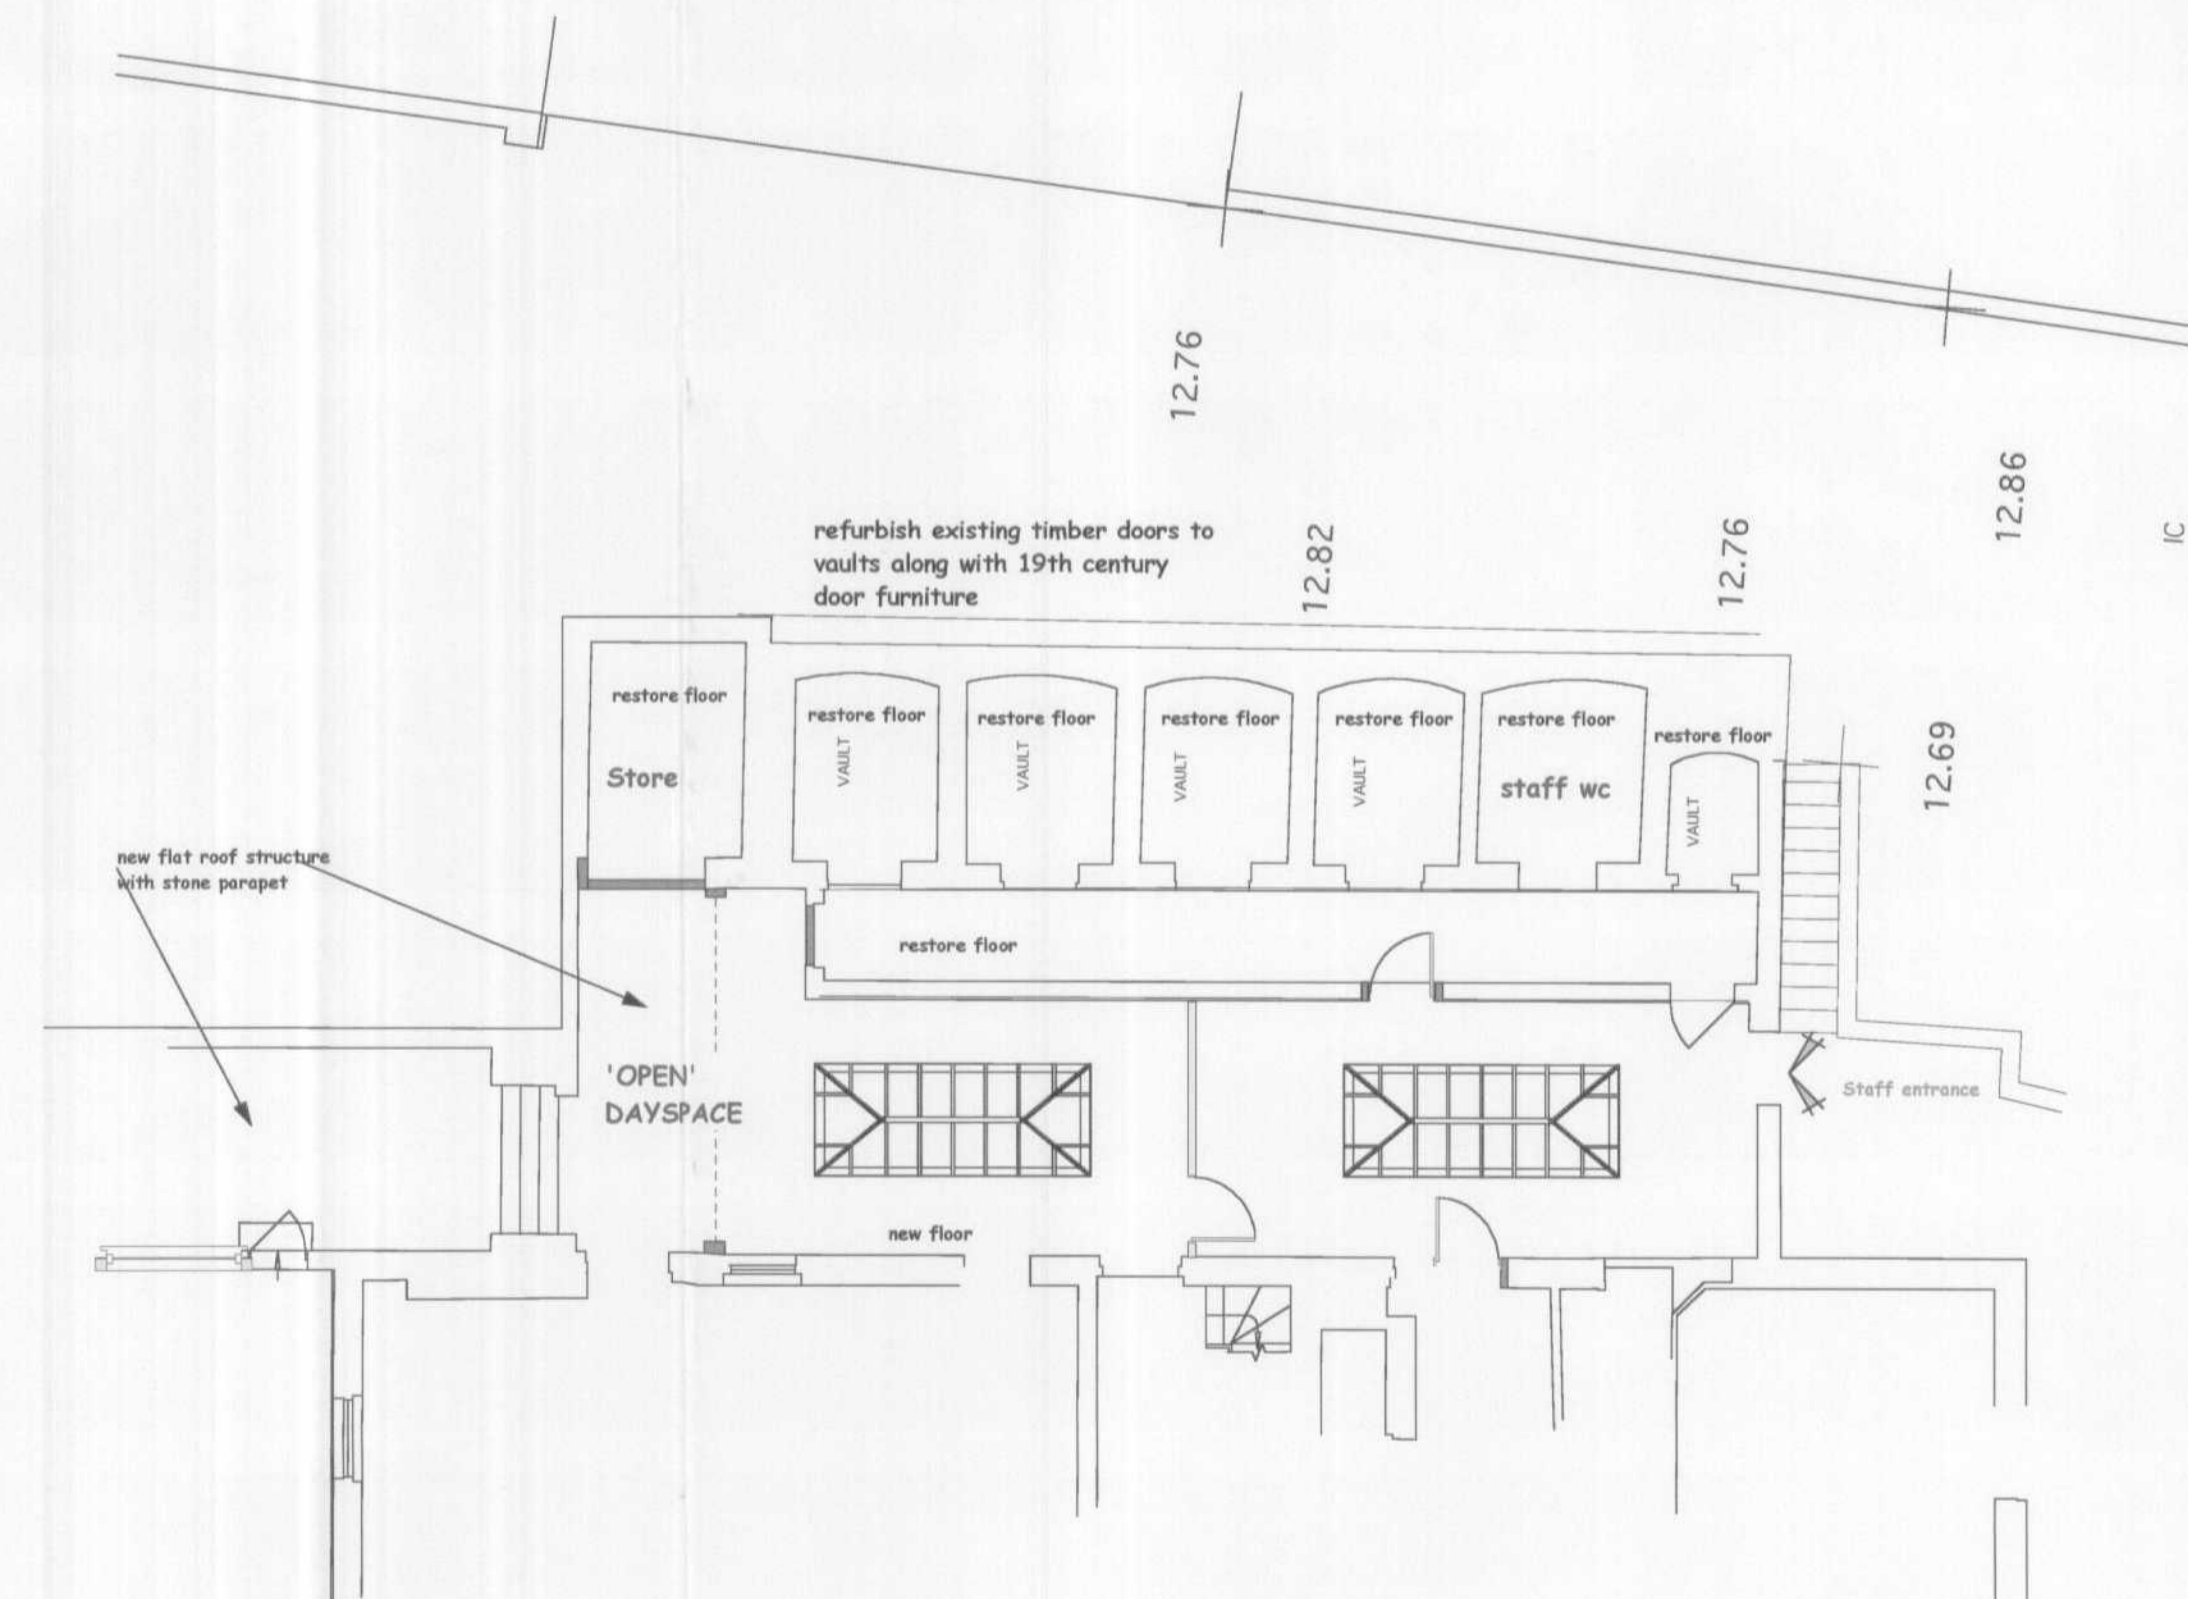 12.76
12.86
IC
refurbish existing timber doors to
vaults along with 19th century
door furniture
12.82
12.76
restore floor
restore floor
restore floor
restore floor
restore floor
restore floor
restore floor
VAULT
VAULT
VAULT
VAULT
VAULT
Store
staff wc
12.69
new flat roof structure
with stone parapet
restore floor
'OPEN'
DAYSPACE
Staff entrance
new floor